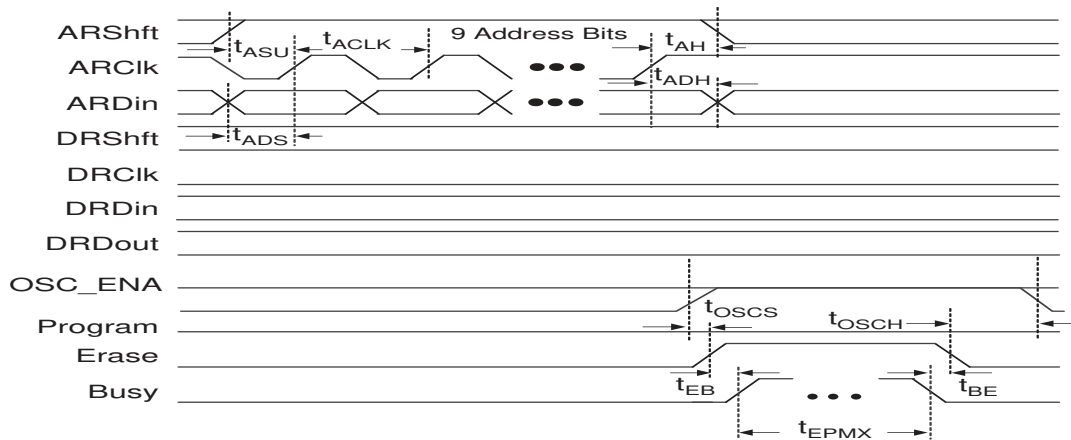 ARShft
tASU tACLK 9 Address Bits tAH
ARClk
tADH
ARDin
tADS
DRShft
DRClk
DRDin
DRDout
OSC_ENA
tOSCS tOSCH
Program
Erase
tEB tBE
Busy
tEPMX